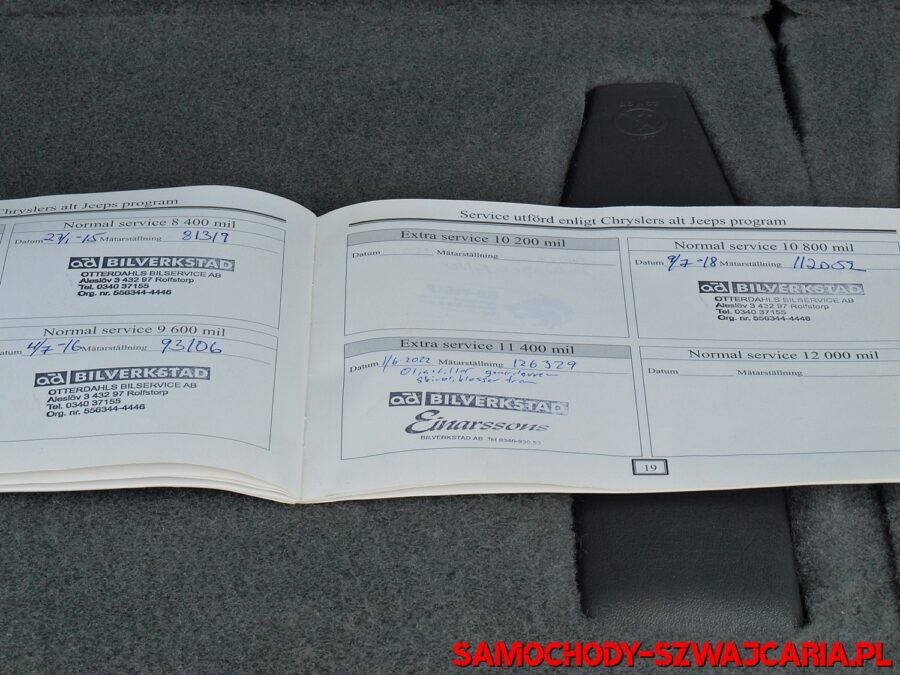 Chryslers alt Jeeps program
Normal service 8 400 mil
Datum 27/1 -15 Mätarställning 81319
ad BILVERKSTAD
OTTERDAHLS BILSERVICE AB
Aleslöv 3 432 97 Rolfstorp
Tel. 0340 37155
Org. nr. 556344-4446
Normal service 9 600 mil
Datum 4/7 -16 Mätarställning 93106
ad BILVERKSTAD
OTTERDAHLS BILSERVICE AB
Aleslöv 3 432 97 Rolfstorp
Tel. 0340 37155
Org. nr. 556344-4446
Service utförd enligt Chryslers alt Jeeps program
Extra service 10 200 mil
Datum Mätarställning
Normal service 10 800 mil
Datum 9/7 -18 Mätarställning 112052
ad BILVERKSTAD
OTTERDAHLS BILSERVICE AB
Aleslöv 3 432 97 Rolfstorp
Tel. 0340 37155
Org. nr. 556344-4446
Extra service 11 400 mil
Datum 1/6 2022 Mätarställning 126329
ad BILVERKSTAD
Einarssons
BILVERKSTAD AB Tel 0346-930 53
Normal service 12 000 mil
Datum Mätarställning
19
SAMOCHODY-SZWAJCARIA.PL